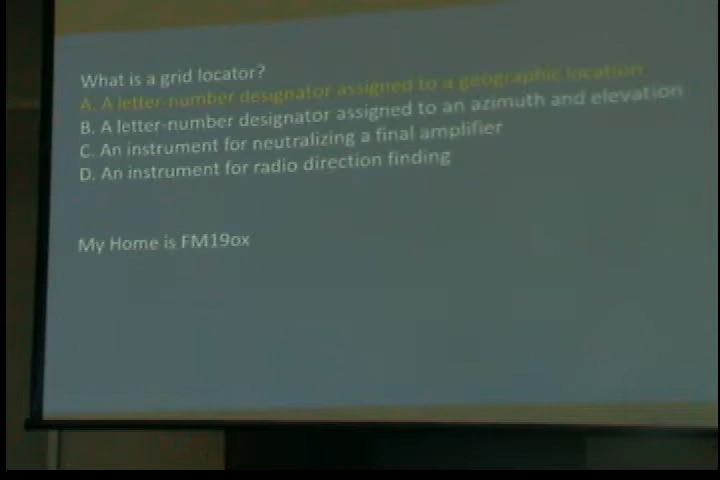 What is a grid locator?
A. A letter-number designator assigned to a geographic location
B. A letter-number designator assigned to an azimuth and elevation
C. An instrument for neutralizing a final amplifier
D. An instrument for radio direction finding
My Home is FM19ox